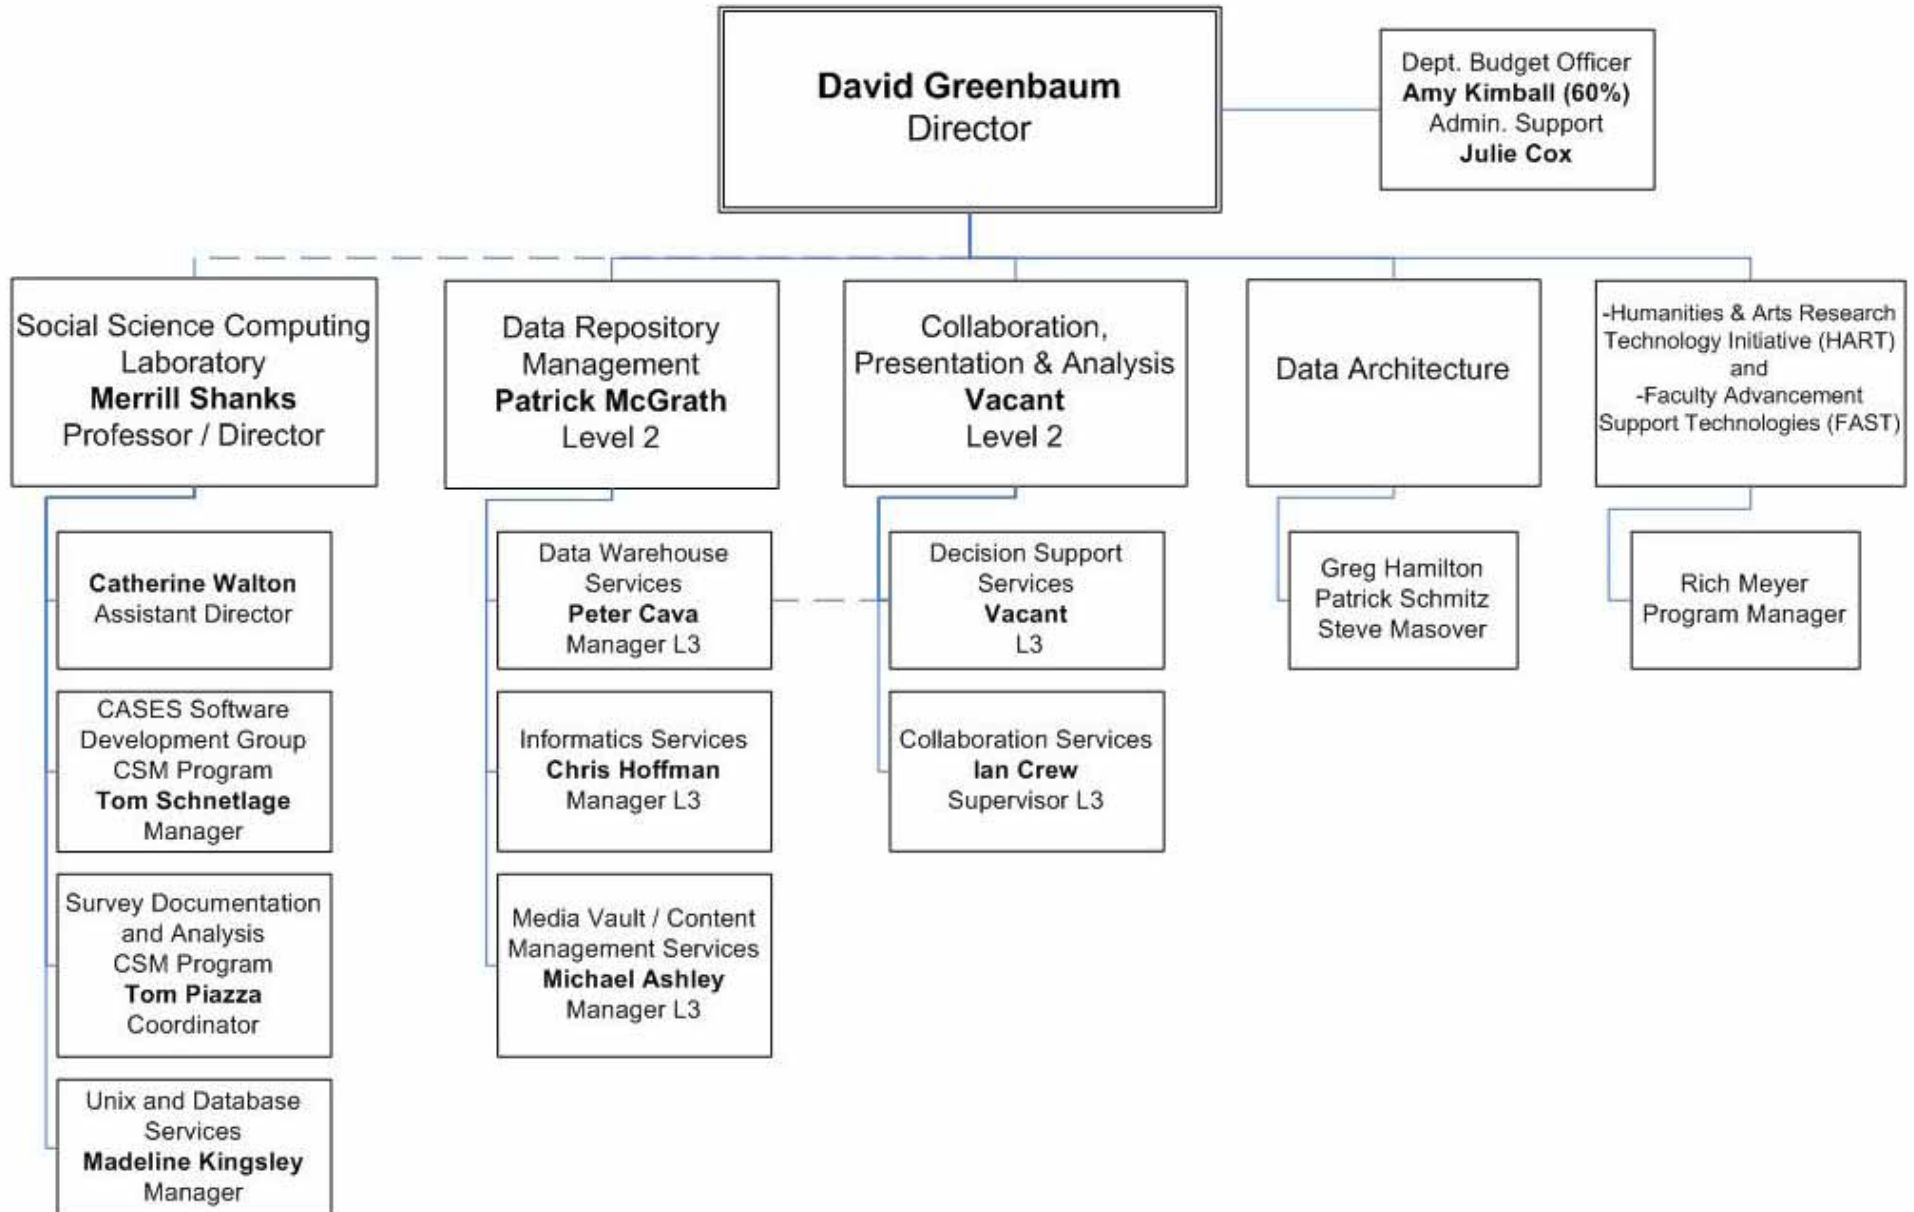 David Greenbaum
Director
Dept. Budget Officer
Amy Kimball (60%)
Admin. Support
Julie Cox
Social Science Computing
Laboratory
Merrill Shanks
Professor / Director
Data Repository
Management
Patrick McGrath
Level 2
Collaboration,
Presentation & Analysis
Vacant
Level 2
Data Architecture
-Humanities & Arts Research
Technology Initiative (HART)
and
-Faculty Advancement
Support Technologies (FAST)
Catherine Walton
Assistant Director
CASES Software
Development Group
CSM Program
Tom Schnetlage
Manager
Survey Documentation
and Analysis
CSM Program
Tom Piazza
Coordinator
Unix and Database
Services
Madeline Kingsley
Manager
Data Warehouse
Services
Peter Cava
Manager L3
Informatics Services
Chris Hoffman
Manager L3
Media Vault / Content
Management Services
Michael Ashley
Manager L3
Decision Support
Services
Vacant
L3
Collaboration Services
Ian Crew
Supervisor L3
Greg Hamilton
Patrick Schmitz
Steve Masover
Rich Meyer
Program Manager